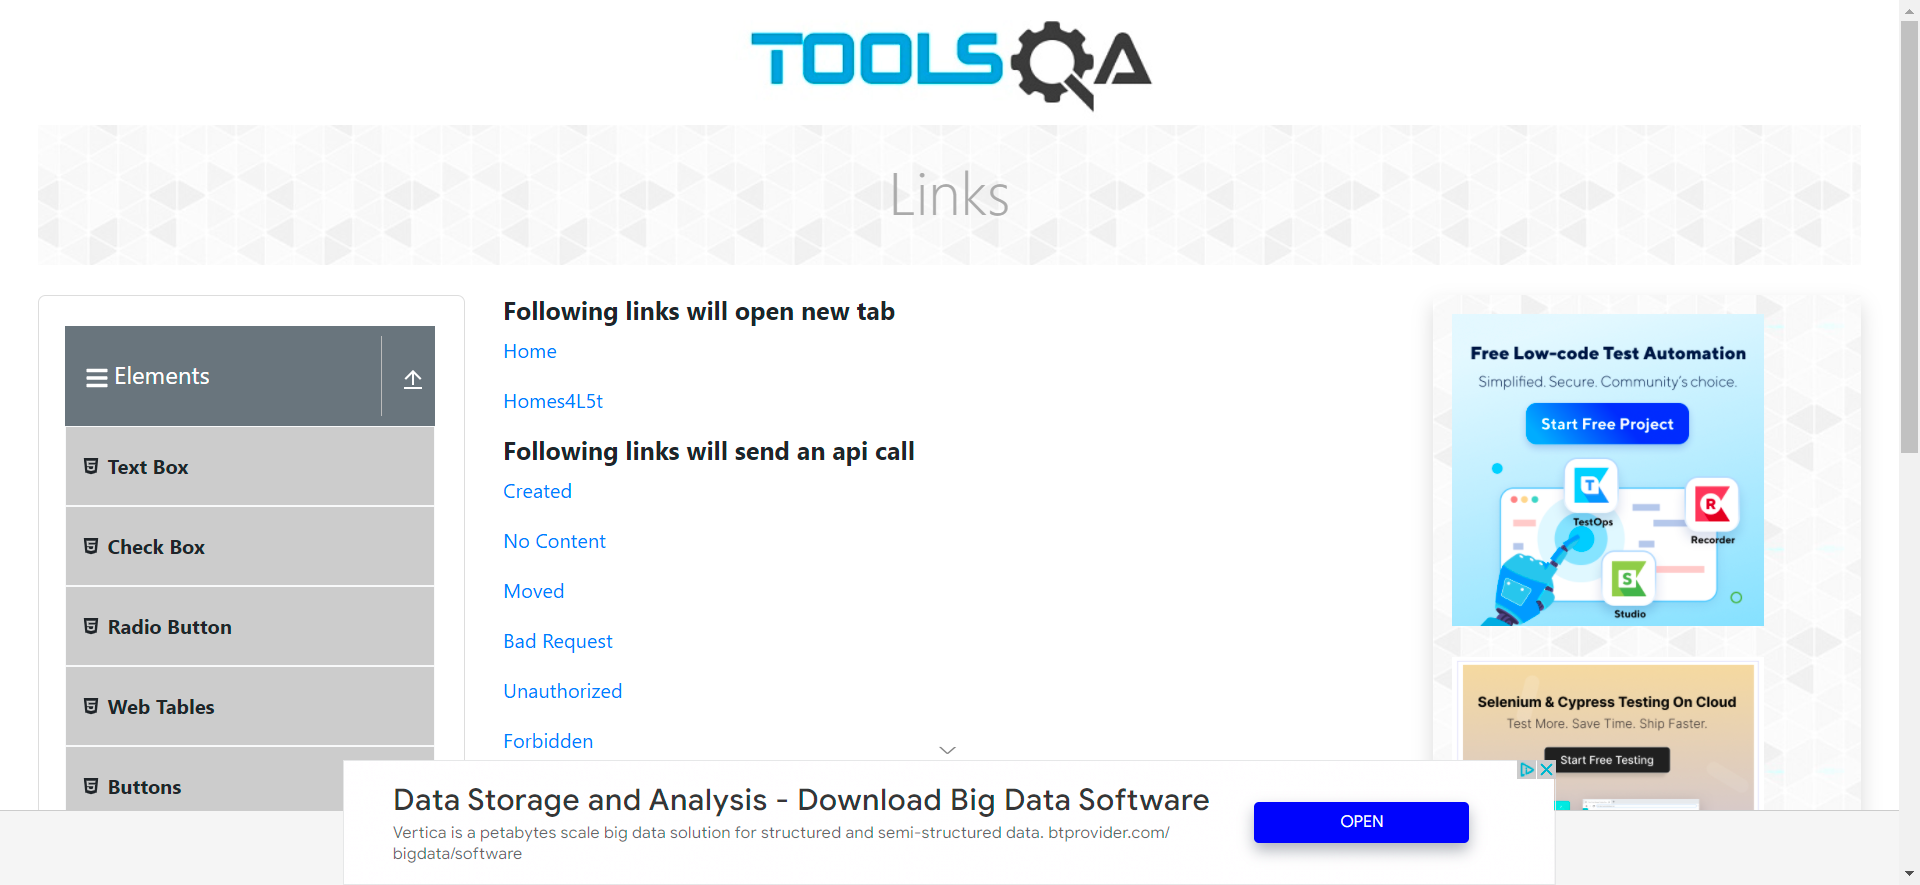 TOOLSQA
Links
Elements
Text Box
Check Box
Radio Button
Web Tables
Buttons
Following links will open new tab
Home
Homes4L5t
Following links will send an api call
Created
No Content
Moved
Bad Request
Unauthorized
Forbidden
Free Low-code Test Automation
Simplified. Secure. Community's choice.
Start Free Project
TestOps
Recorder
Studio
Selenium & Cypress Testing On Cloud
Test More. Save Time. Ship Faster.
Start Free Testing
Data Storage and Analysis - Download Big Data Software
Vertica is a petabytes scale big data solution for structured and semi-structured data. btprovider.com/
bigdata/software
OPEN